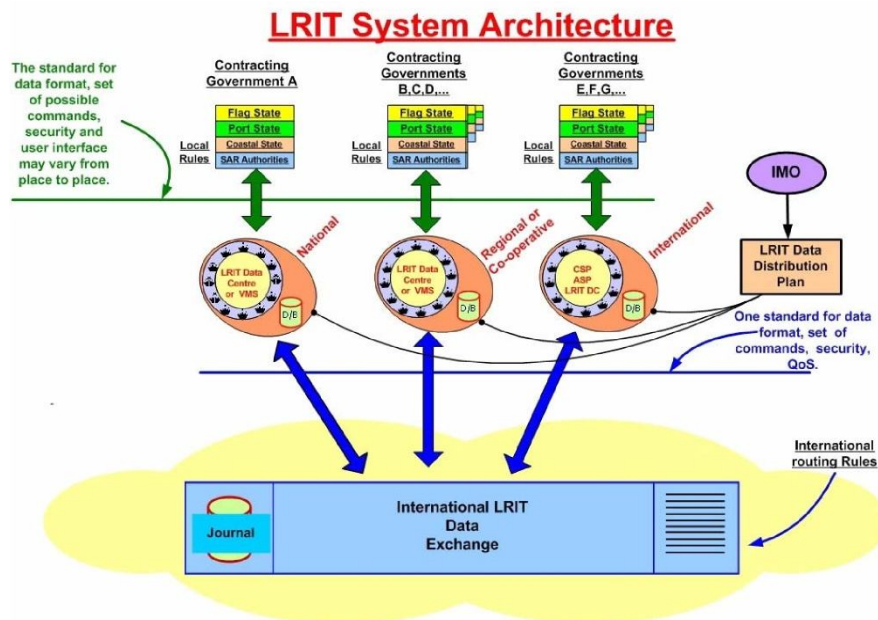 LRIT System Architecture
The standard for
data format, set
of possible
commands,
security and
user interface
may vary from
place to place.
Contracting
Government A
Flag State
Port State
Coastal State
SAR Authorities
Local
Rules
Contracting
Governments
B,C,D,...
Flag State
Port State
Coastal State
SAR Authorities
Local
Rules
Contracting
Governments
E,F,G,...
Flag State
Port State
Coastal State
SAR Authorities
Local
Rules
IMO
LRIT Data
Distribution
Plan
National
LRIT Data
Centre
or VMS
D/B
Regional or
Co-operative
LRIT Data
Centre
or VMS
D/B
International
CSP
ASP
LRIT DC
D/B
One standard for data
format, set of
commands, security,
QoS.
International
routing Rules
Journal
International LRIT
Data
Exchange